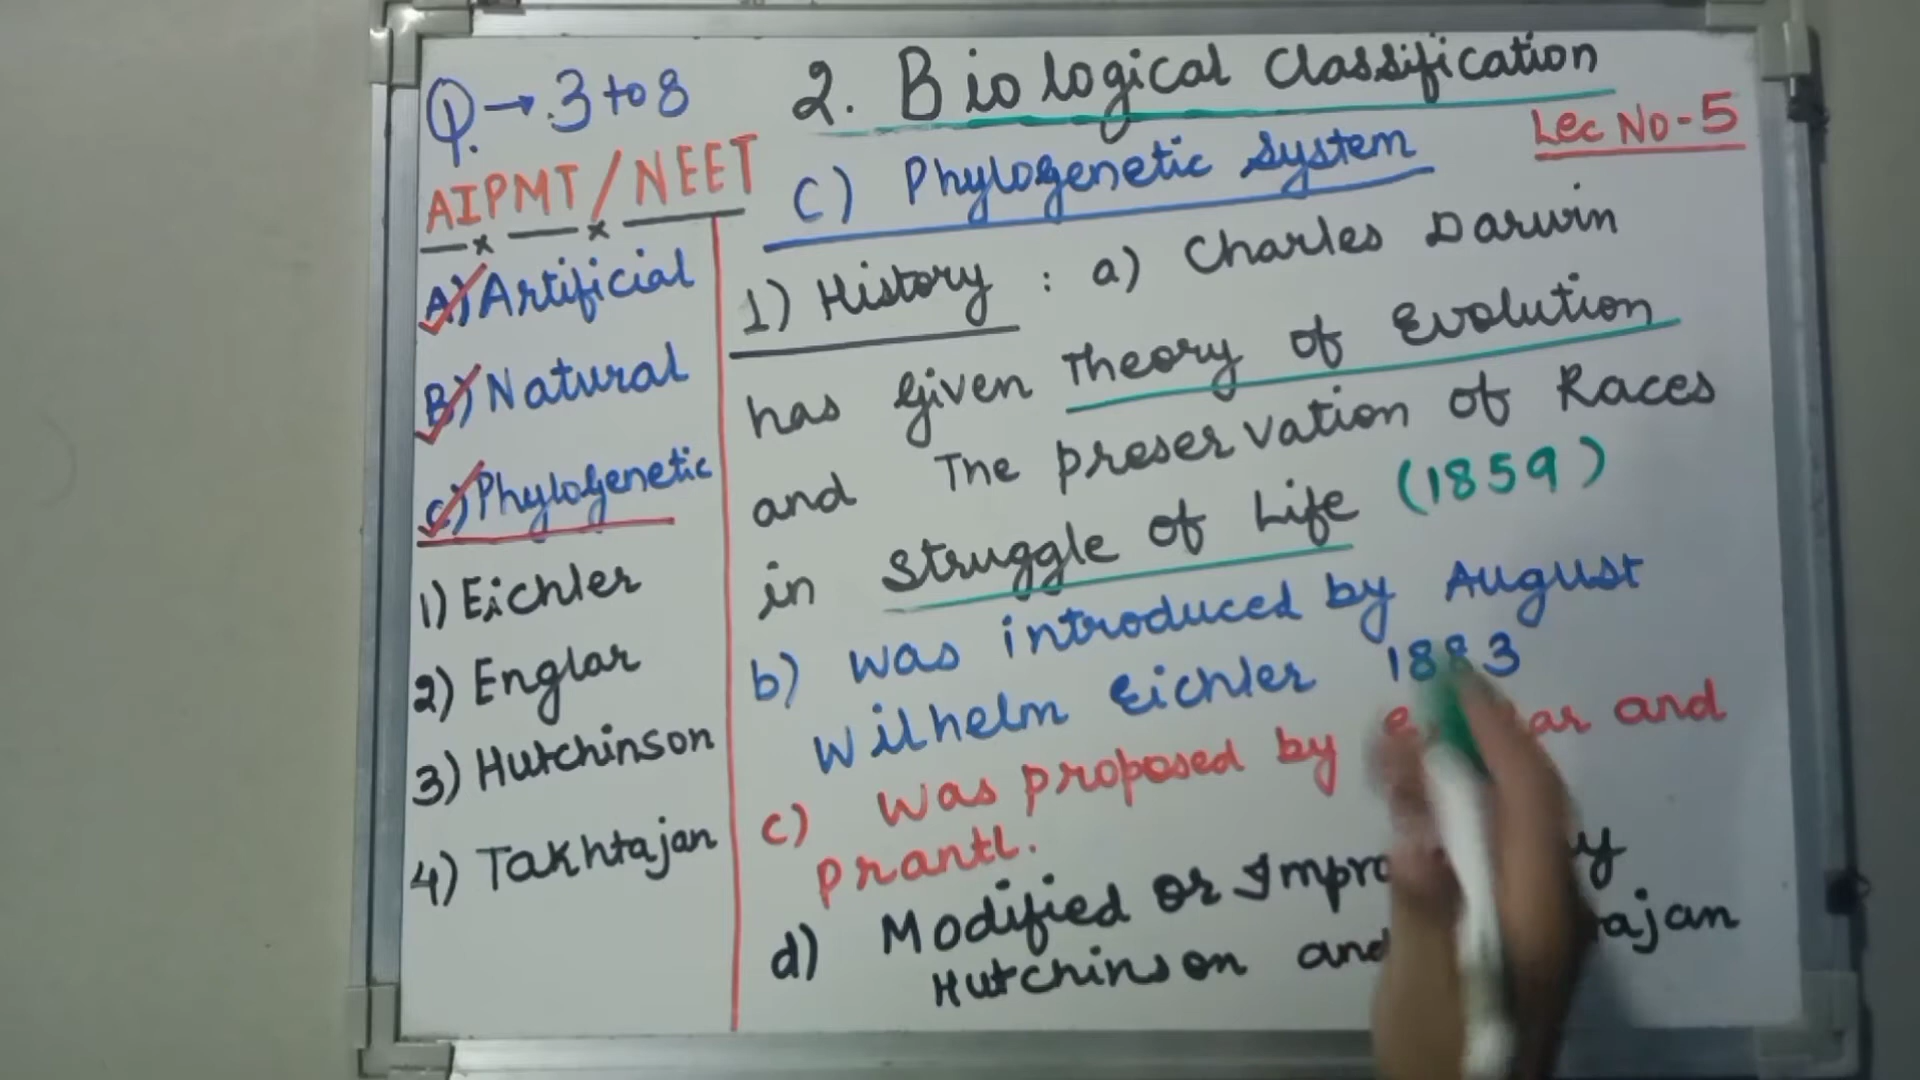 Q. → 3 to 8
AIPMT/NEET
A) Artificial
B) Natural
C) Phylogenetic
1) Eichler
2) Englar
3) Hutchinson
4) Takhtajan
2. Biological Classification
Lec No-5
C) Phylogenetic System
1) History : a) Charles Darwin
has given Theory of Evolution
and The preservation of Races
in Struggle of Life (1859)
b) was introduced by August
Wilhelm Eichler 1883
c) was proposed by and
Prantl.
d) Modified or
Hutchinson and